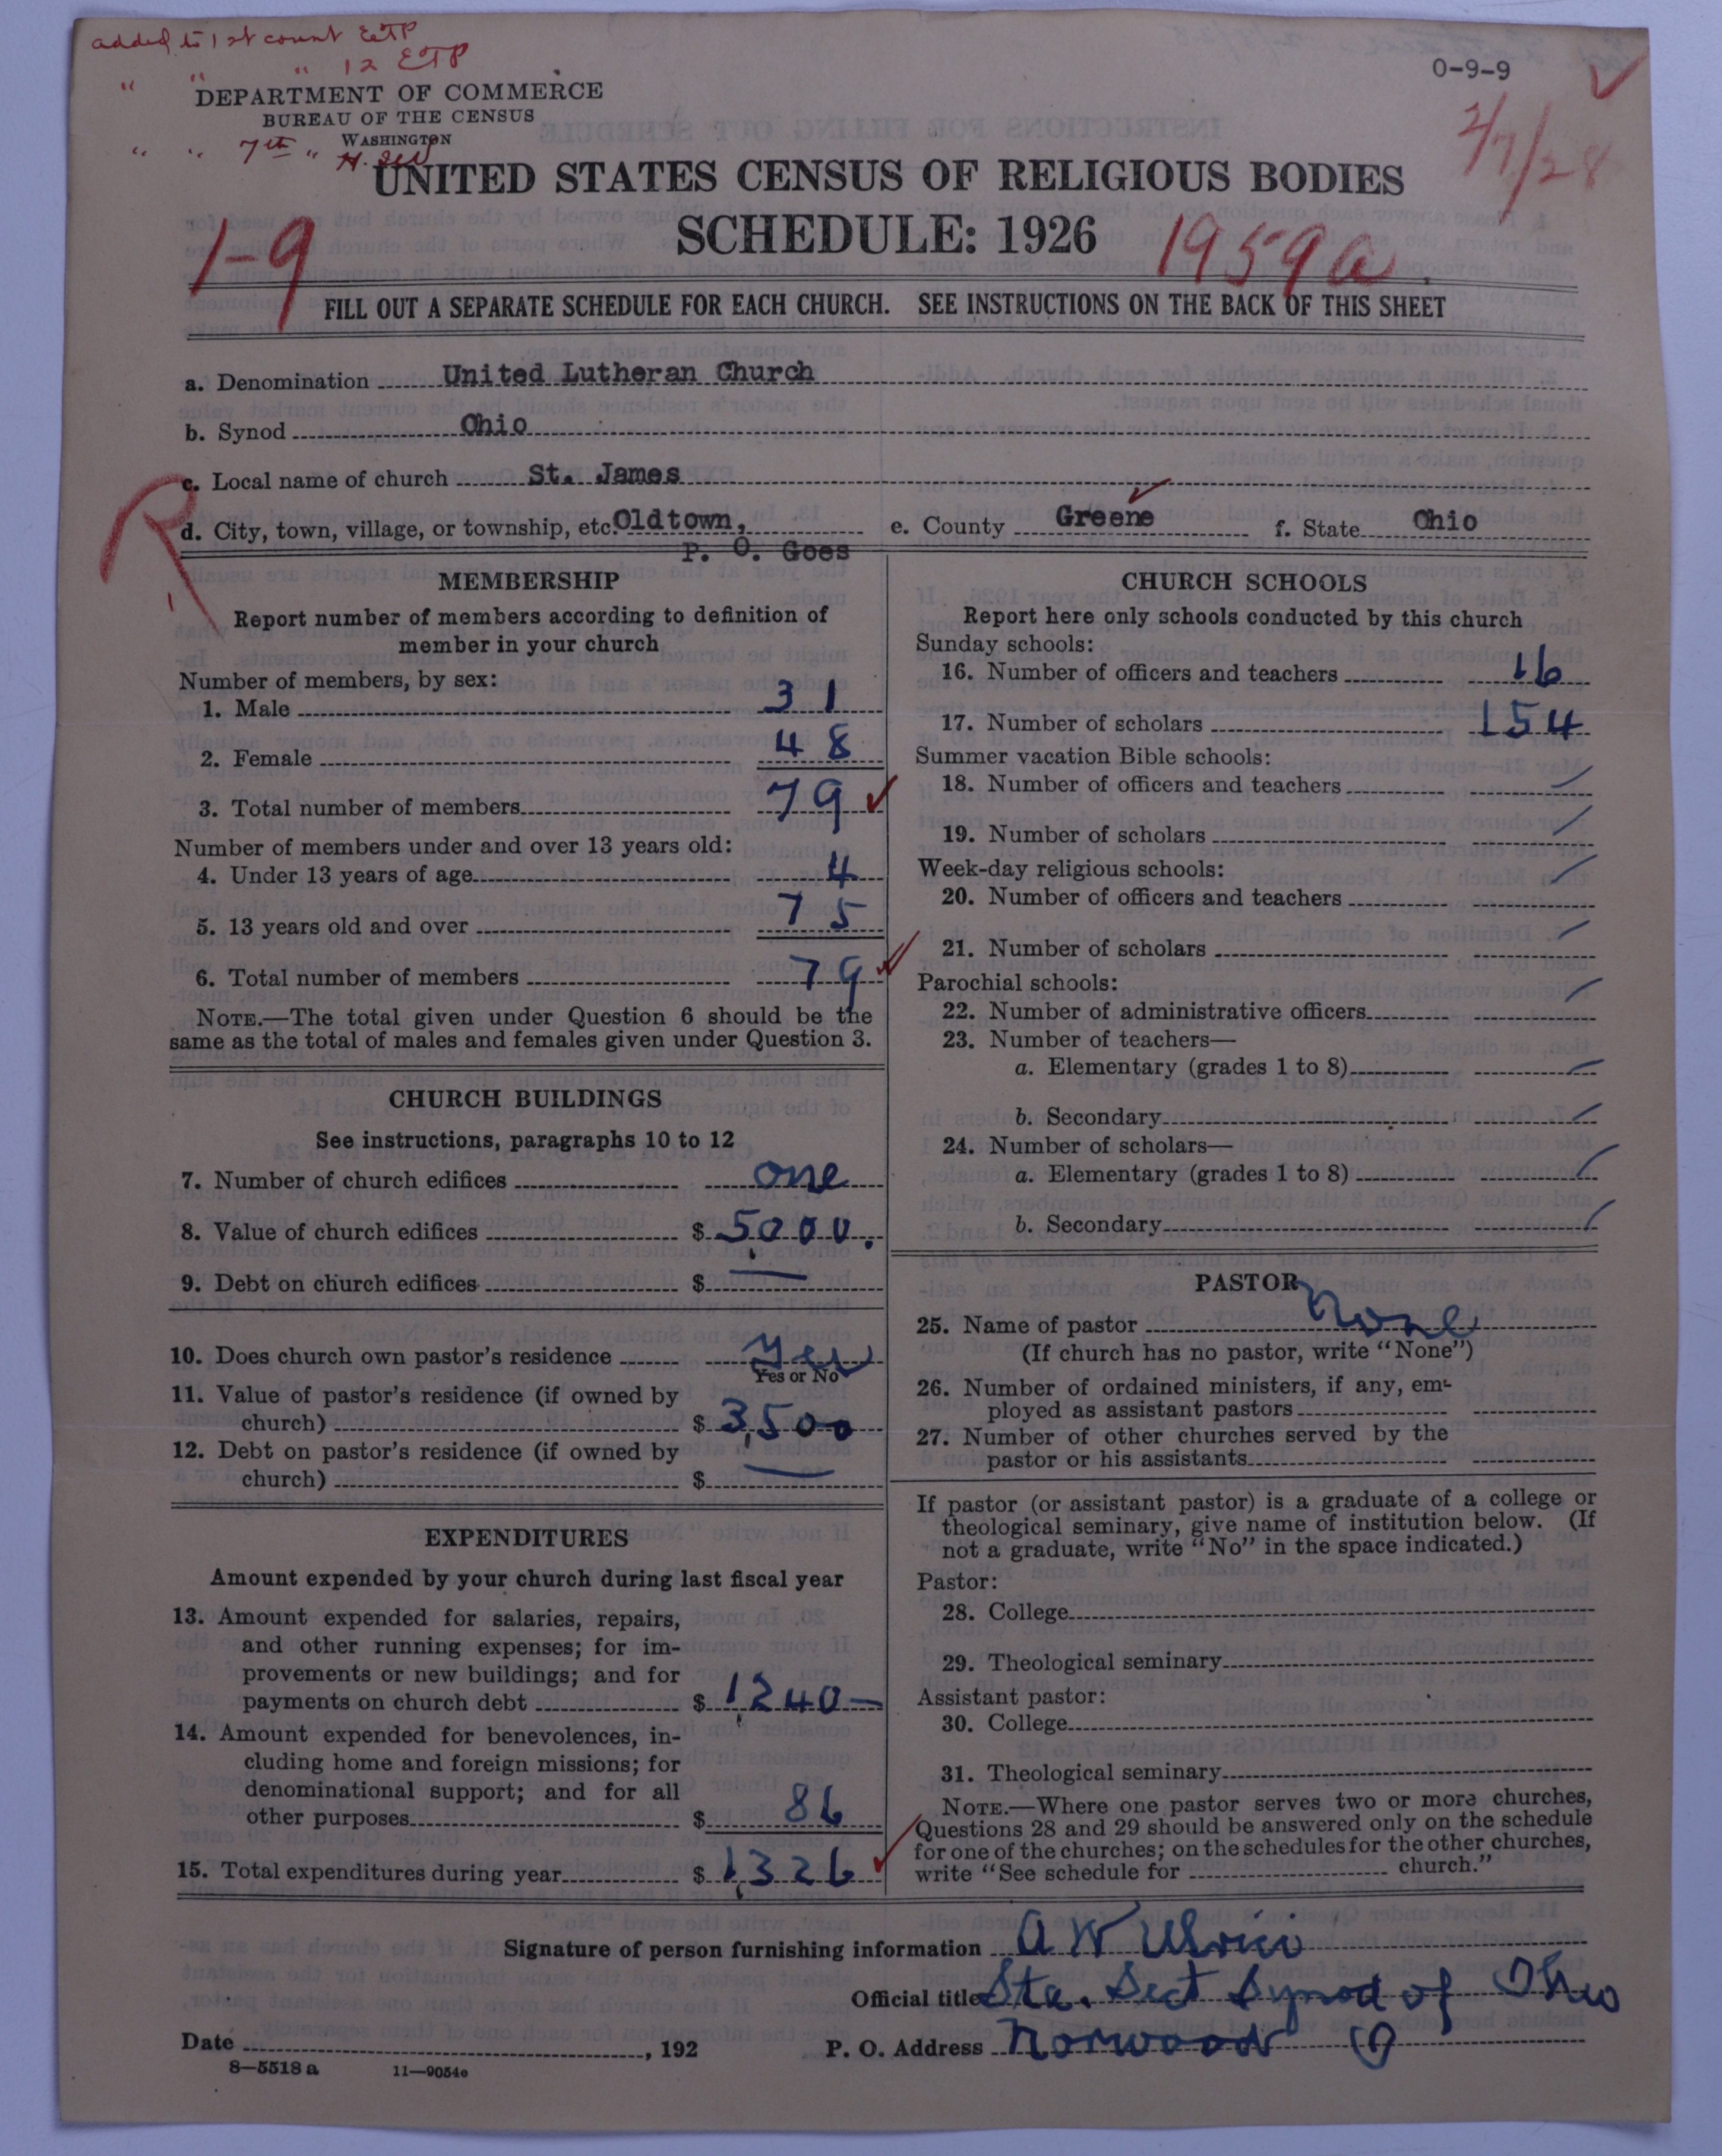 added to 1st count ETP
" " " 12 ETP
0-9-9
DEPARTMENT OF COMMERCE
BUREAU OF THE CENSUS
WASHINGTON
" " 7th "
2/7/28
UNITED STATES CENSUS OF RELIGIOUS BODIES
SCHEDULE: 1926
1-9
1959a
FILL OUT A SEPARATE SCHEDULE FOR EACH CHURCH. SEE INSTRUCTIONS ON THE BACK OF THIS SHEET
a. Denomination United Lutheran Church
b. Synod Ohio
R
c. Local name of church St. James
d. City, town, village, or township, etc. Oldtown, e. County Greene f. State Ohio
P. O. Goes
MEMBERSHIP
Report number of members according to definition of
member in your church
Number of members, by sex:
1. Male 31
2. Female 48
3. Total number of members 79
Number of members under and over 13 years old:
4. Under 13 years of age 4
5. 13 years old and over 75
6. Total number of members 79
NOTE.—The total given under Question 6 should be the
same as the total of males and females given under Question 3.
CHURCH BUILDINGS
See instructions, paragraphs 10 to 12
7. Number of church edifices one
8. Value of church edifices $ 5,000.
9. Debt on church edifices $ —
10. Does church own pastor's residence Yes
Yes or No
11. Value of pastor's residence (if owned by
church) $ 3,500
12. Debt on pastor's residence (if owned by
church) $ —
EXPENDITURES
Amount expended by your church during last fiscal year
13. Amount expended for salaries, repairs,
and other running expenses; for im-
provements or new buildings; and for
payments on church debt $ 1,240—
14. Amount expended for benevolences, in-
cluding home and foreign missions; for
denominational support; and for all
other purposes $ 86
15. Total expenditures during year $ 1,326
CHURCH SCHOOLS
Report here only schools conducted by this church
Sunday schools:
16. Number of officers and teachers 16
17. Number of scholars 154
Summer vacation Bible schools:
18. Number of officers and teachers
19. Number of scholars
Week-day religious schools:
20. Number of officers and teachers
21. Number of scholars
Parochial schools:
22. Number of administrative officers
23. Number of teachers—
a. Elementary (grades 1 to 8)
b. Secondary
24. Number of scholars—
a. Elementary (grades 1 to 8)
b. Secondary
PASTOR
25. Name of pastor None
(If church has no pastor, write "None")
26. Number of ordained ministers, if any, em-
ployed as assistant pastors
27. Number of other churches served by the
pastor or his assistants
If pastor (or assistant pastor) is a graduate of a college or
theological seminary, give name of institution below. (If
not a graduate, write "No" in the space indicated.)
Pastor:
28. College
29. Theological seminary
Assistant pastor:
30. College
31. Theological seminary
NOTE.—Where one pastor serves two or more churches,
Questions 28 and 29 should be answered only on the schedule
for one of the churches; on the schedules for the other churches,
write "See schedule for church."
Signature of person furnishing information A W Ulrici
Official title Sta. Sect Synod of Ohio
Date , 192 P. O. Address Norwood O
8—5518 a 11—9054c